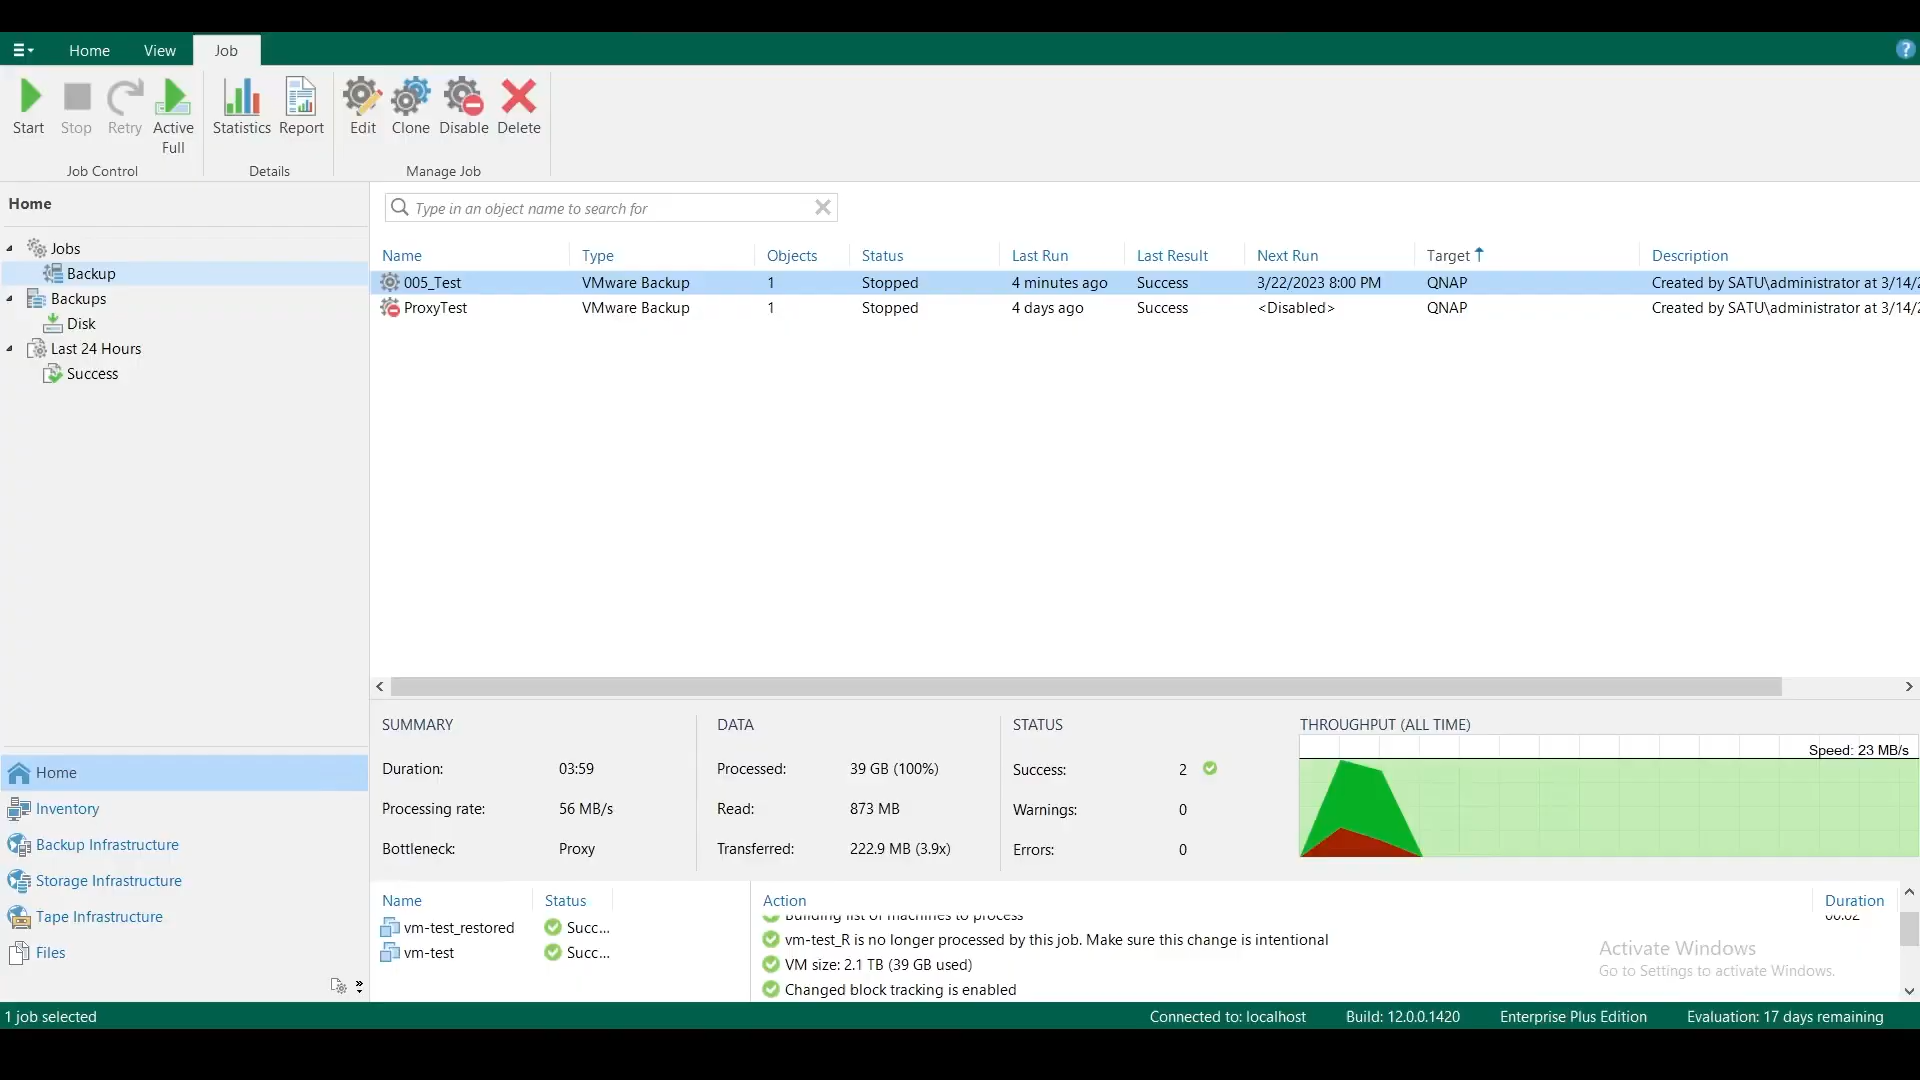 Home View Job
Start Stop Retry Active Full Statistics Report Edit Clone Disable Delete
Job Control Details Manage Job
Home
Jobs
Backup
Backups
Disk
Last 24 Hours
Success
Type in an object name to search for
Name Type Objects Status Last Run Last Result Next Run Target Description
005_Test VMware Backup 1 Stopped 4 minutes ago Success 3/22/2023 8:00 PM QNAP Created by SATU\administrator at 3/14/2
ProxyTest VMware Backup 1 Stopped 4 days ago Success <Disabled> QNAP Created by SATU\administrator at 3/14/2
Home
Inventory
Backup Infrastructure
Storage Infrastructure
Tape Infrastructure
Files
SUMMARY DATA STATUS THROUGHPUT (ALL TIME)
Speed: 23 MB/s
Duration: 03:59 Processed: 39 GB (100%) Success: 2
Processing rate: 56 MB/s Read: 873 MB Warnings: 0
Bottleneck: Proxy Transferred: 222.9 MB (3.9x) Errors: 0
Name Status Action Duration
Building list of machines to process 00:02
vm-test_restored Succ...
vm-test Succ...
vm-test_R is no longer processed by this job. Make sure this change is intentional
VM size: 2.1 TB (39 GB used)
Changed block tracking is enabled
Activate Windows
Go to Settings to activate Windows.
1 job selected Connected to: localhost Build: 12.0.0.1420 Enterprise Plus Edition Evaluation: 17 days remaining